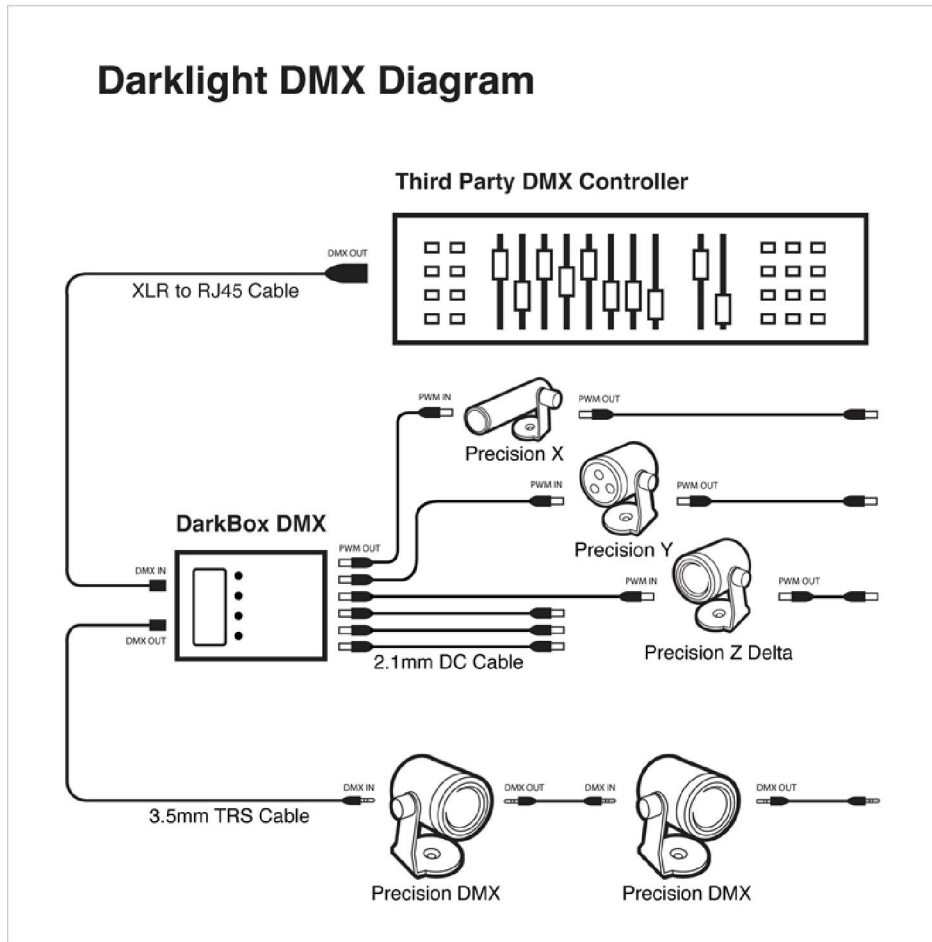 Darklight DMX Diagram
Third Party DMX Controller
DMX OUT
XLR to RJ45 Cable
PWM IN
PWM OUT
Precision X
PWM IN
PWM OUT
Precision Y
DarkBox DMX
PWM OUT
DMX IN
PWM IN
PWM OUT
DMX OUT
2.1mm DC Cable
Precision Z Delta
DMX IN
DMX OUT
DMX IN
DMX OUT
3.5mm TRS Cable
Precision DMX
Precision DMX